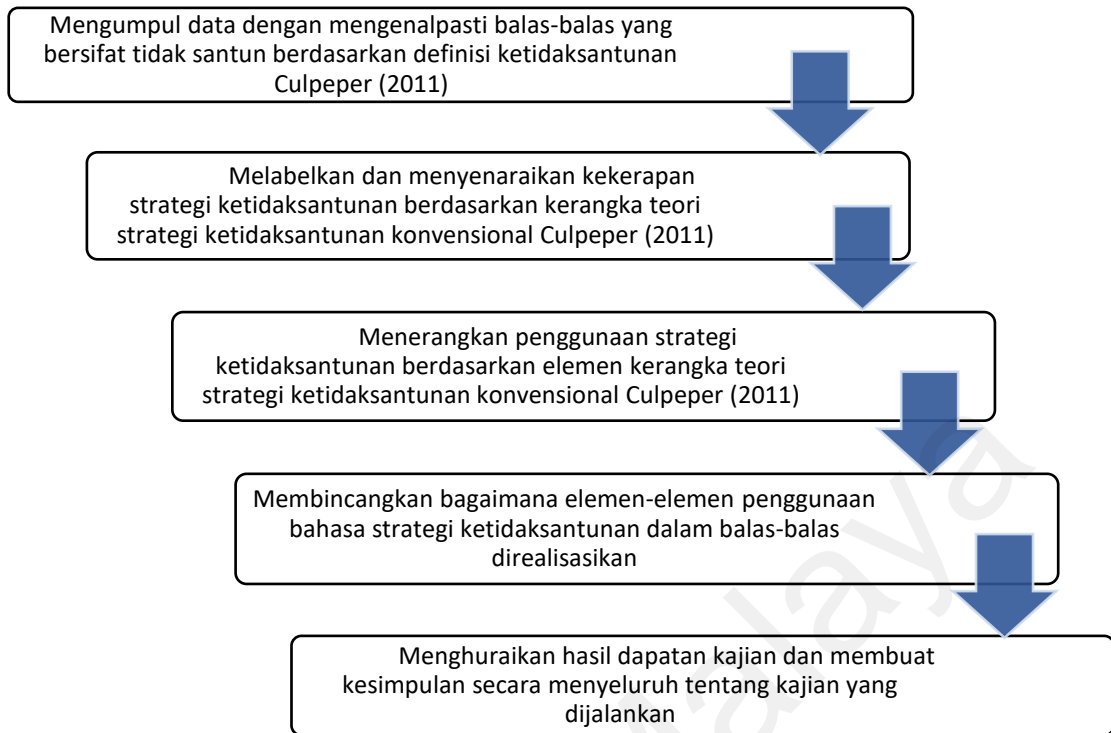 Mengumpul data dengan mengenalpasti balas-balas yang
bersifat tidak santun berdasarkan definisi ketidaksantunan
Culpeper (2011)
Melabelkan dan menyenaraikan kekerapan
strategi ketidaksantunan berdasarkan kerangka teori
strategi ketidaksantunan konvensional Culpeper (2011)
Menerangkan penggunaan strategi
ketidaksantunan berdasarkan elemen kerangka teori
strategi ketidaksantunan konvensional Culpeper (2011)
Membincangkan bagaimana elemen-elemen penggunaan
bahasa strategi ketidaksantunan dalam balas-balas
direalisasikan
Menghuraikan hasil dapatan kajian dan membuat
kesimpulan secara menyeluruh tentang kajian yang
dijalankan